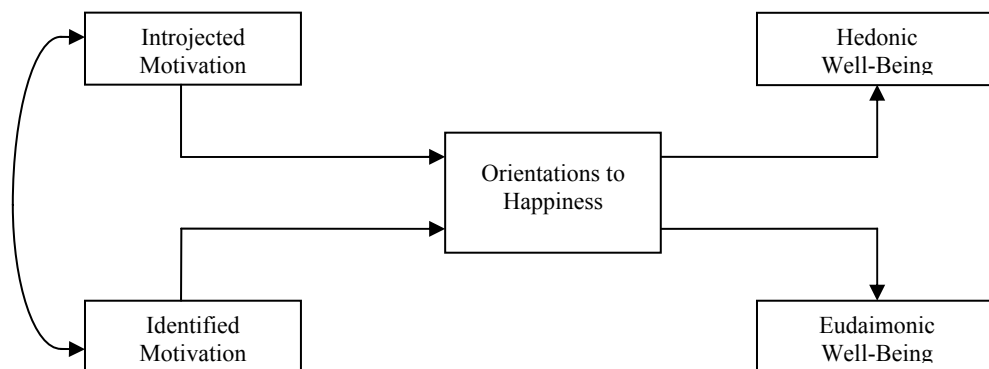 Introjected
Motivation
Hedonic
Well-Being
Orientations to
Happiness
Identified
Motivation
Eudaimonic
Well-Being